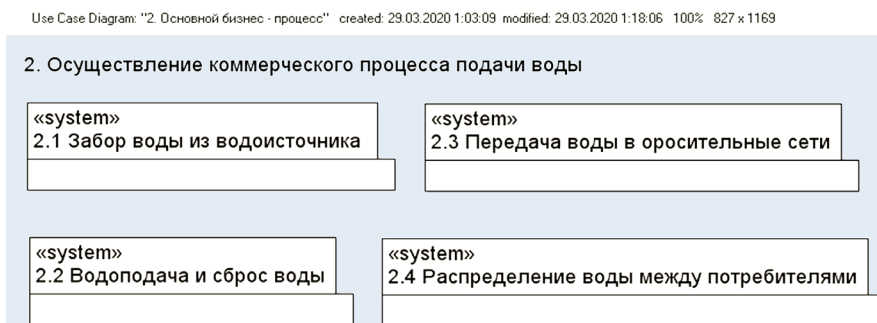 Use Case Diagram: "2. Основной бизнес - процесс" created: 29.03.2020 1:03:09 modified: 29.03.2020 1:18:06 100% 827 x 1169
2. Осуществление коммерческого процесса подачи воды
«system»
2.1 Забор воды из водоисточника
«system»
2.3 Передача воды в оросительные сети
«system»
2.2 Водоподача и сброс воды
«system»
2.4 Распределение воды между потребителями